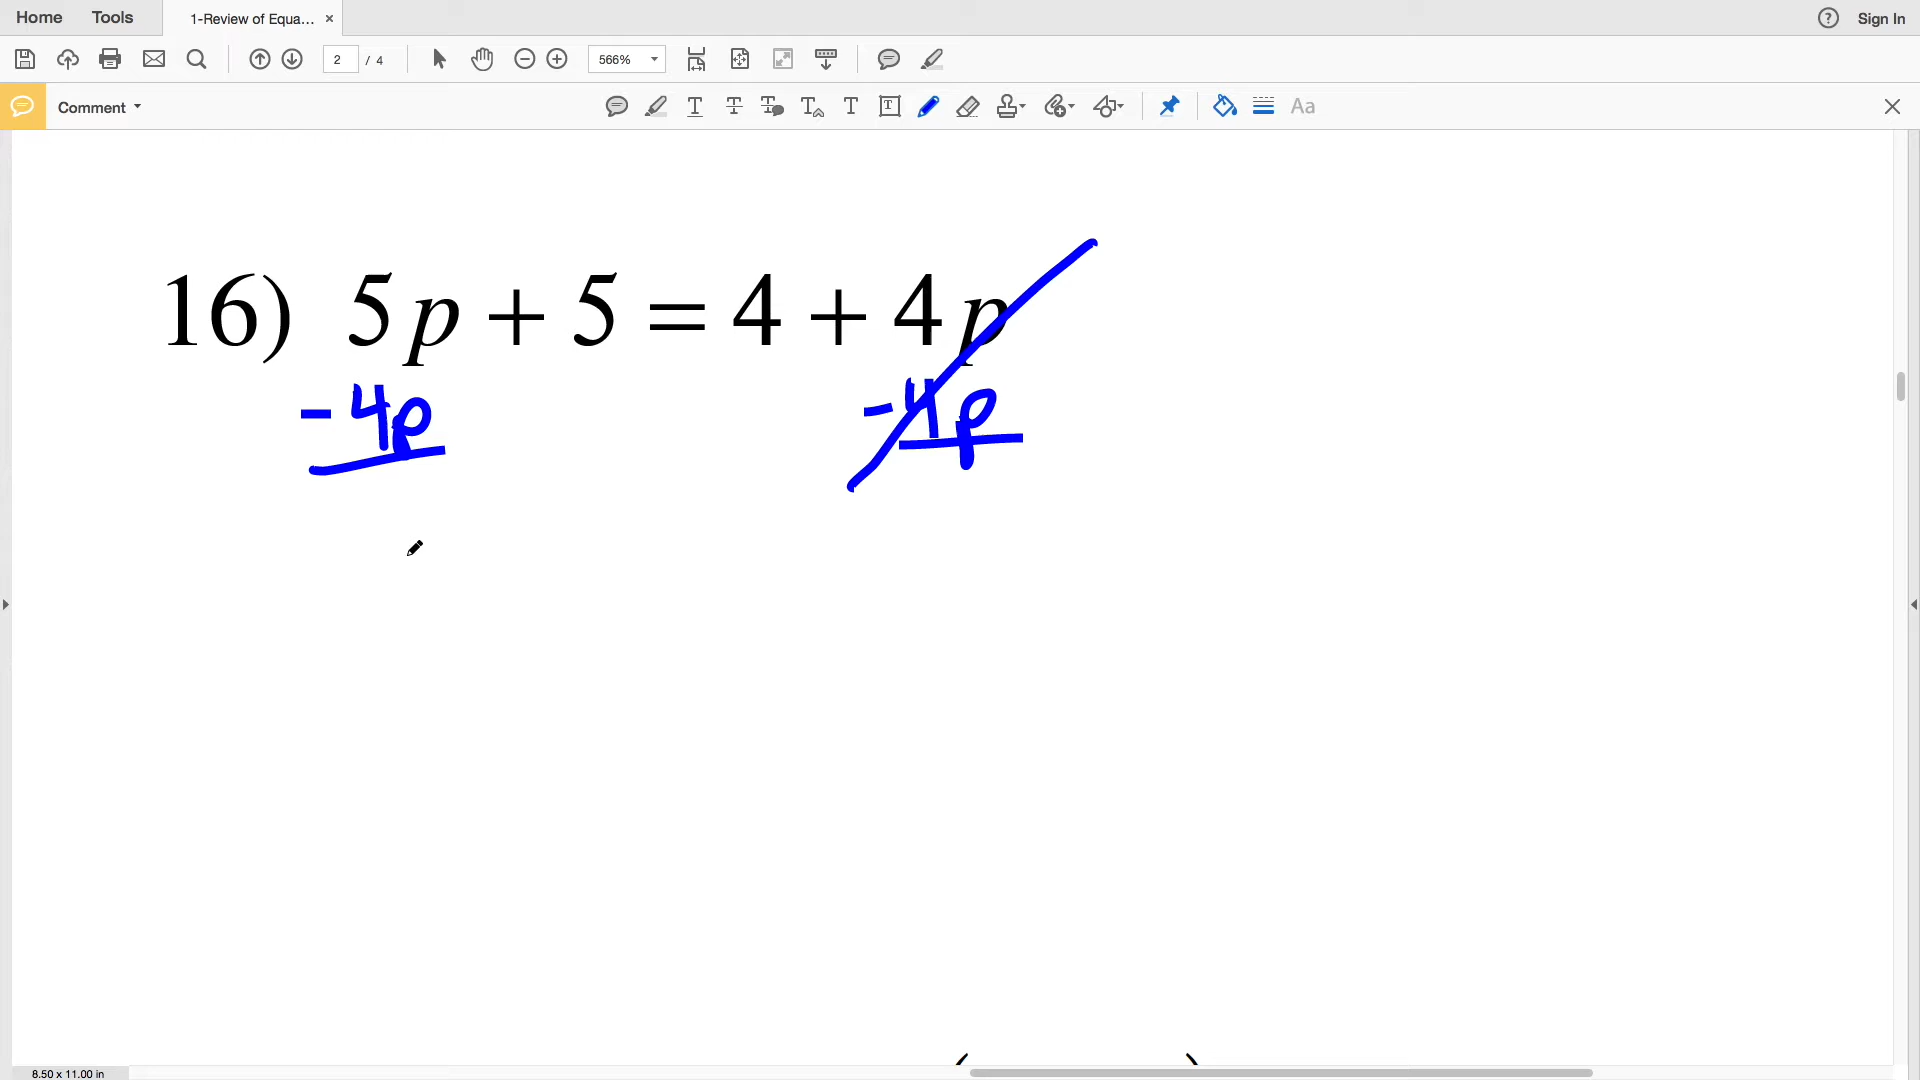 Home Tools 1-Review of Equa... × ? Sign In
2 / 4 566%
Comment T T T T T T Aa
16) 5p + 5 = 4 + 4p
- 4p - 4p
8.50 x 11.00 in ( )